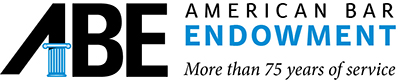 ABE
AMERICAN BAR
ENDOWMENT
More than 75 years of service